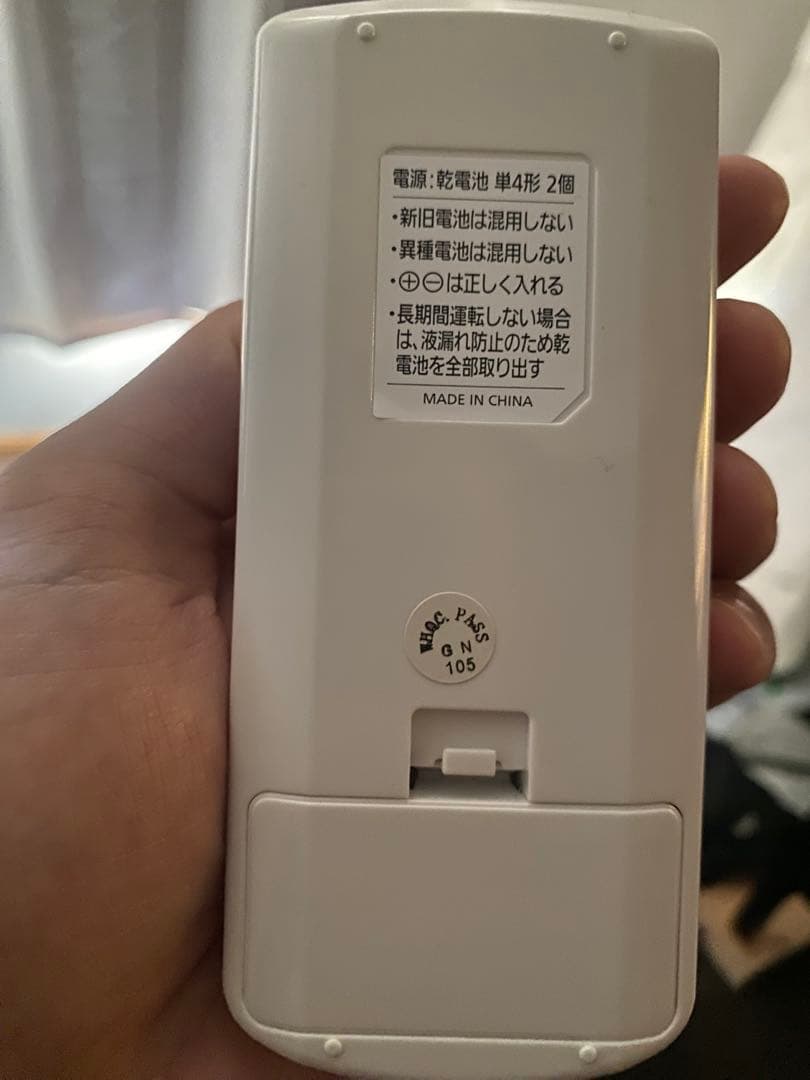 電源:乾電池 単4形 2個
・新旧電池は混用しない
・異種電池は混用しない
・⊕⊖は正しく入れる
・長期間運転しない場合
は、液漏れ防止のため乾
電池を全部取り出す
MADE IN CHINA
WHQC. PASS
GN
105